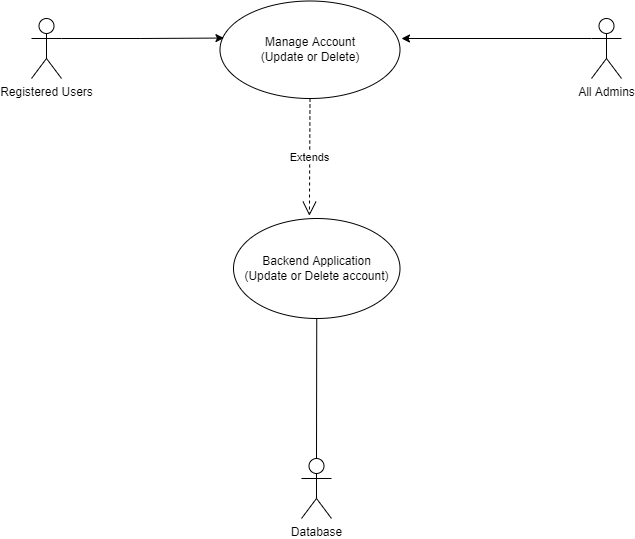 Manage Account
(Update or Delete)
Registered Users
All Admins
Extends
Backend Application
(Update or Delete account)
Database